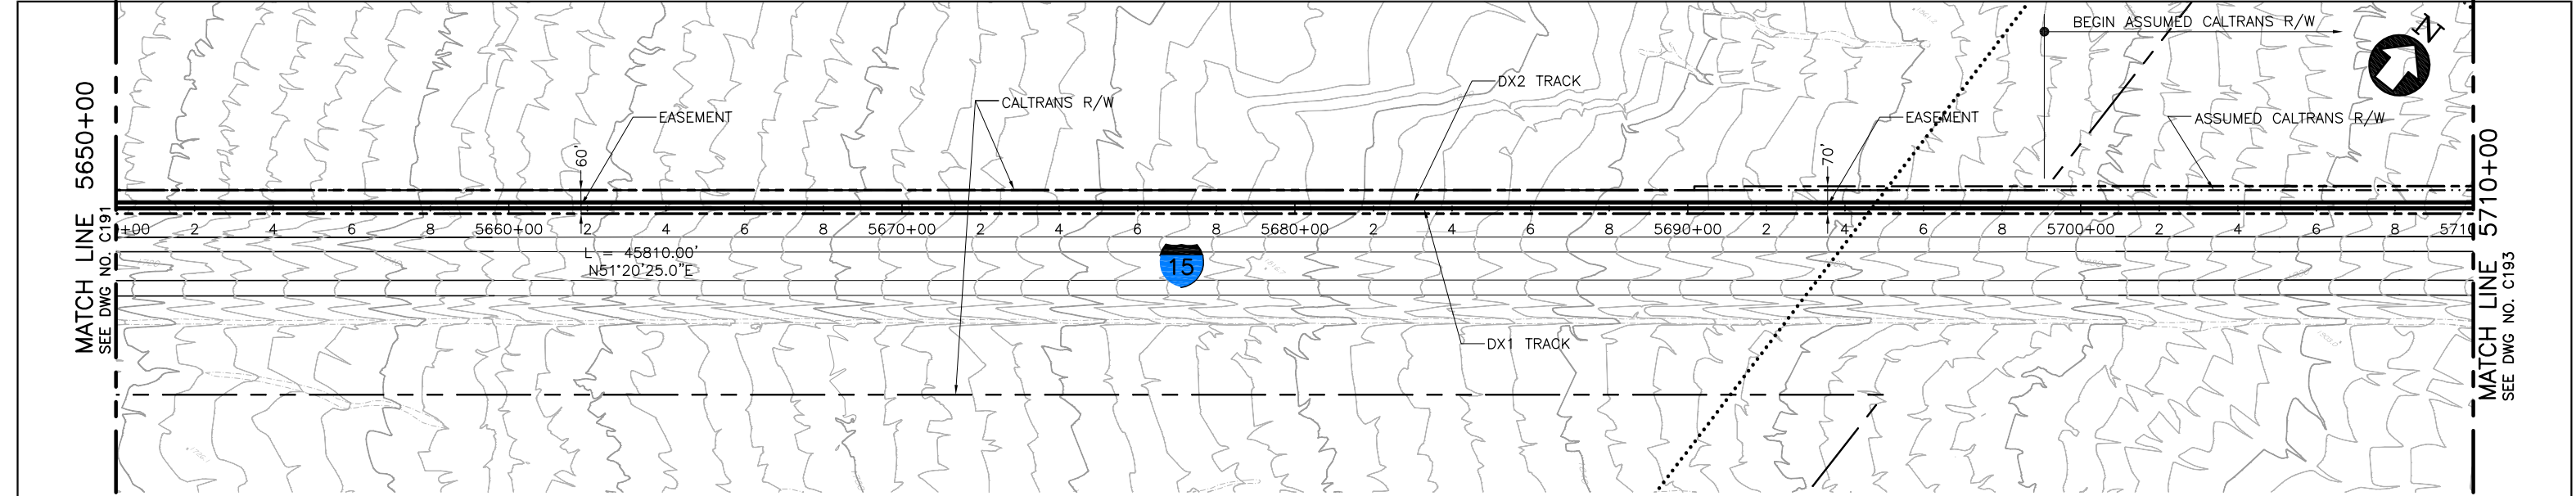 BEGIN ASSUMED CALTRANS R/W
N
DX2 TRACK
CALTRANS R/W
EASEMENT
EASEMENT
ASSUMED CALTRANS R/W
60'
70'
5650+00
MATCH LINE
SEE DWG NO. C191
+00 2 4 6 8 5660+00 2 4 6 8 5670+00 2 4 6 8 5680+00 2 4 6 8 5690+00 2 4 6 8 5700+00 2 4 6 8 5710
L = 45810.00'
N51°20'25.0"E
15
DX1 TRACK
5710+00
MATCH LINE
SEE DWG NO. C193